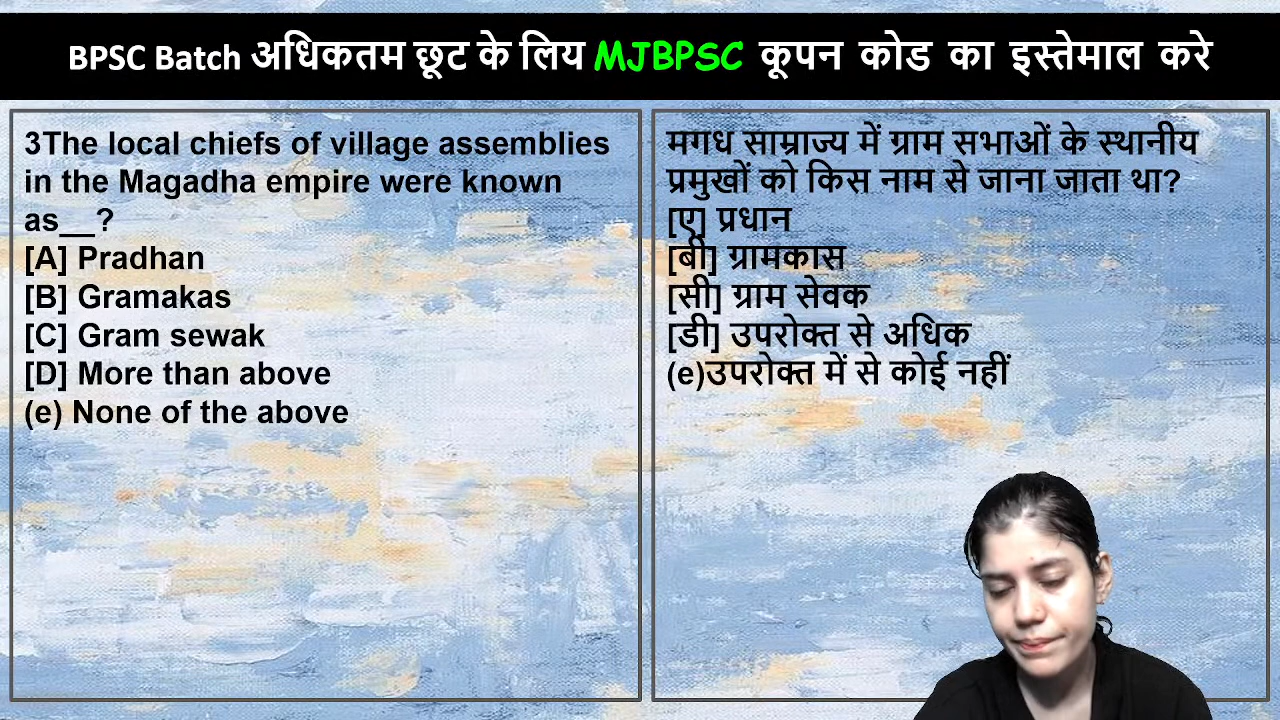 BPSC Batch अधिकतम छूट के लिय MJBPSC कूपन कोड का इस्तेमाल करे
3The local chiefs of village assemblies
in the Magadha empire were known
as__?
[A] Pradhan
[B] Gramakas
[C] Gram sewak
[D] More than above
(e) None of the above
मगध साम्राज्य में ग्राम सभाओं के स्थानीय
प्रमुखों को किस नाम से जाना जाता था?
[ए] प्रधान
[बी] ग्रामकास
[सी] ग्राम सेवक
[डी] उपरोक्त से अधिक
(e)उपरोक्त में से कोई नहीं